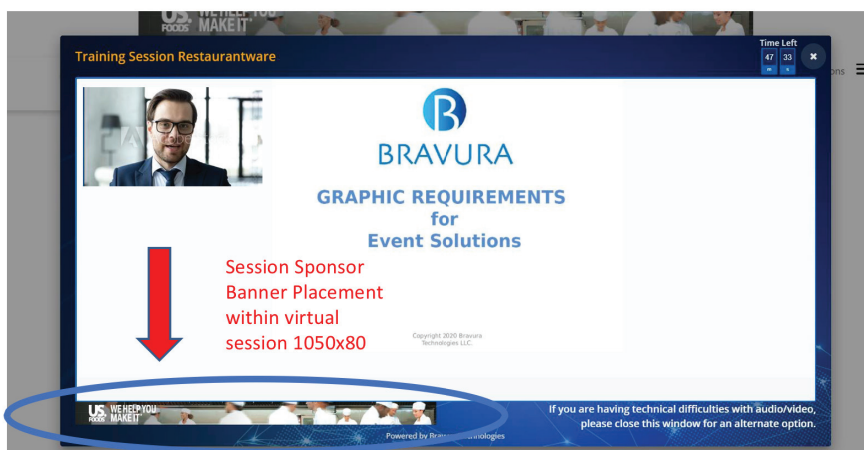 US. WE HELP YOU
FOODS MAKE IT
Training Session Restaurantware
Time Left
47 33
m s
×
ons
B
BRAVURA
GRAPHIC REQUIREMENTS
for
Event Solutions
Session Sponsor
Banner Placement
within virtual
session 1050x80
Copyright 2020 Bravura
Technologies LLC.
US. WE HELP YOU
FOODS MAKE IT
If you are having technical difficulties with audio/video,
please close this window for an alternate option.
Powered by Bravura Technologies